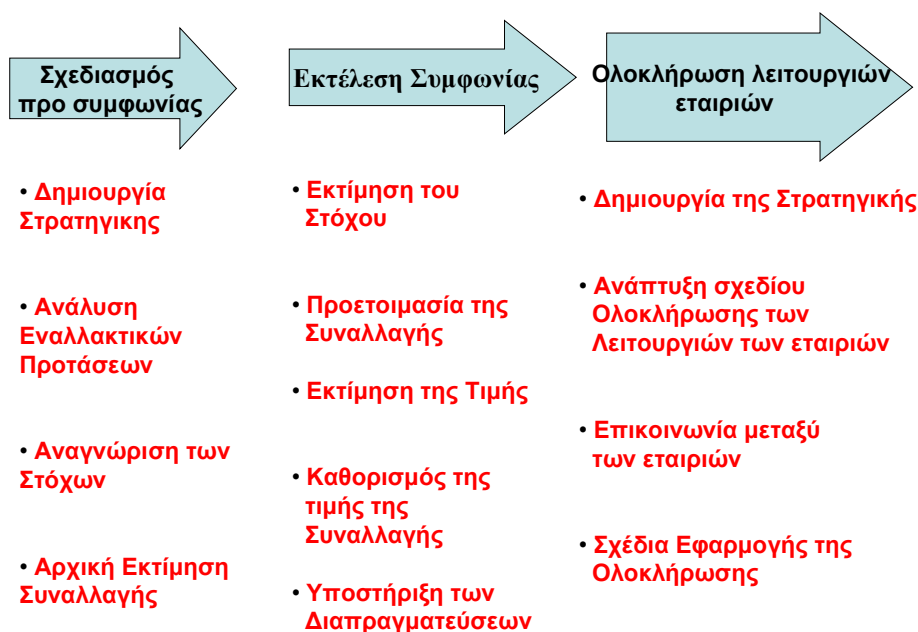 Σχεδιασμός
προ συμφωνίας
• Δημιουργία
Στρατηγικης
• Ανάλυση
Εναλλακτικών
Προτάσεων
• Αναγνώριση των
Στόχων
• Αρχική Εκτίμηση
Συναλλαγής
Εκτέλεση Συμφωνίας
• Εκτίμηση του
Στόχου
• Προετοιμασία της
Συναλλαγής
• Εκτίμηση της Τιμής
• Καθορισμός της
τιμής της
Συναλλαγής
• Υποστήριξη των
Διαπραγματεύσεων
Ολοκλήρωση λειτουργιών
εταιριών
• Δημιουργία της Στρατηγικής
• Ανάπτυξη σχεδίου
Ολοκλήρωσης των
Λειτουργιών των εταιριών
• Επικοινωνία μεταξύ
των εταιριών
• Σχέδια Εφαρμογής της
Ολοκλήρωσης